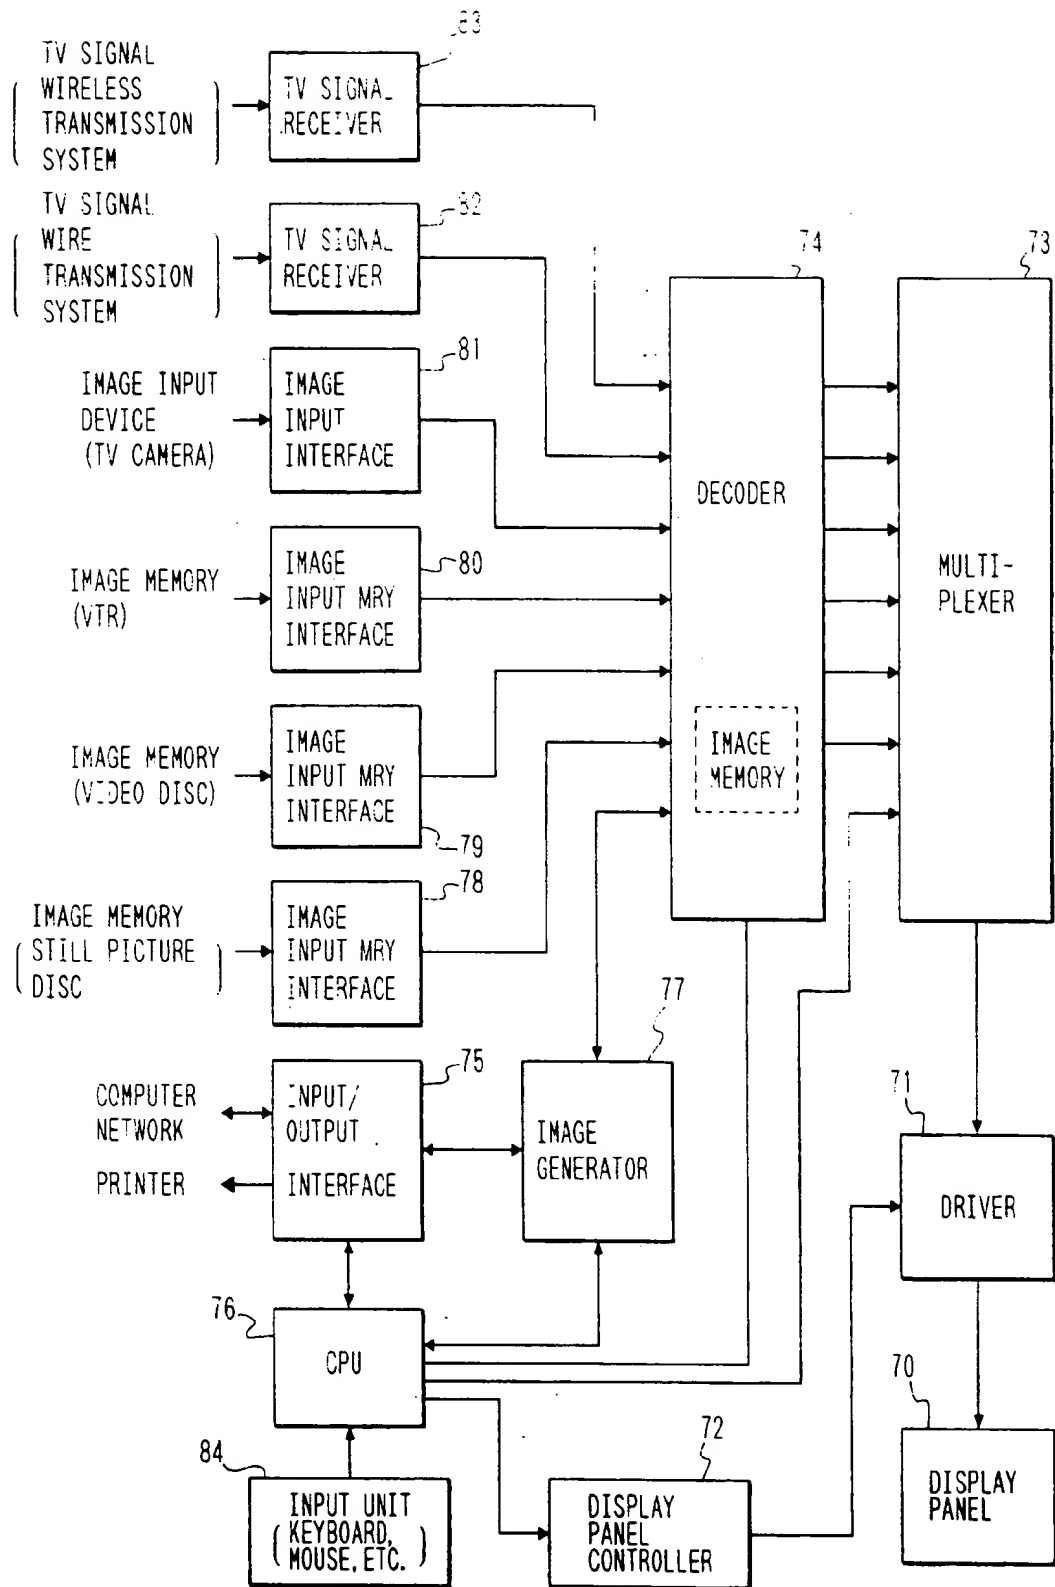 83
TV SIGNAL
WIRELESS
TRANSMISSION
SYSTEM
TV SIGNAL
RECEIVER
82
TV SIGNAL
WIRE
TRANSMISSION
SYSTEM
TV SIGNAL
RECEIVER
74
73
81
IMAGE INPUT
DEVICE
(TV CAMERA)
IMAGE
INPUT
INTERFACE
DECODER
MULTI-
PLEXER
80
IMAGE MEMORY
(VTR)
IMAGE
INPUT MRY
INTERFACE
IMAGE MEMORY
(VIDEO DISC)
IMAGE
INPUT MRY
INTERFACE
79
IMAGE
MEMORY
78
IMAGE MEMORY
(STILL PICTURE
DISC)
IMAGE
INPUT MRY
INTERFACE
77
75
COMPUTER
NETWORK
PRINTER
INPUT/
OUTPUT
INTERFACE
IMAGE
GENERATOR
71
DRIVER
76
CPU
70
DISPLAY
PANEL
84
INPUT UNIT
(KEYBOARD,
MOUSE, ETC.)
72
DISPLAY
PANEL
CONTROLLER